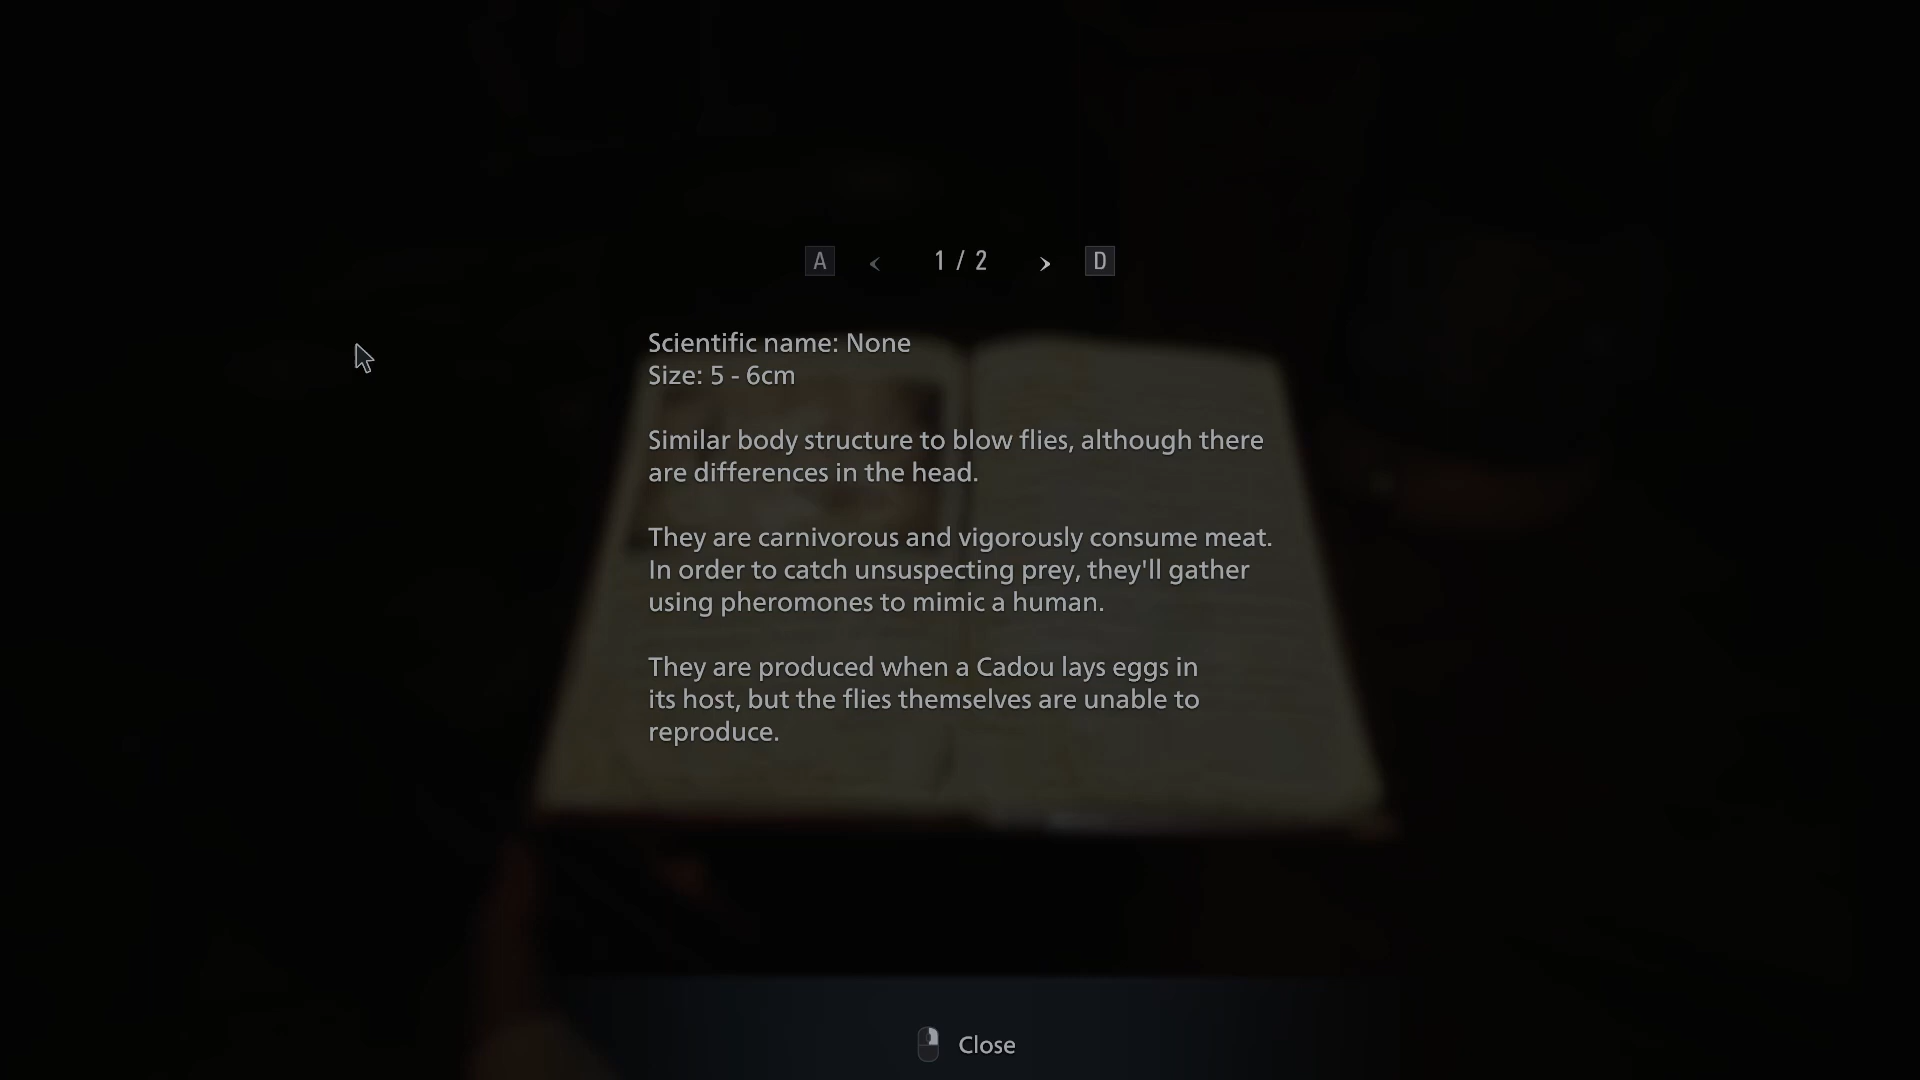 A < 1 / 2 > D
Scientific name: None
Size: 5 - 6cm
Similar body structure to blow flies, although there
are differences in the head.
They are carnivorous and vigorously consume meat.
In order to catch unsuspecting prey, they'll gather
using pheromones to mimic a human.
They are produced when a Cadou lays eggs in
its host, but the flies themselves are unable to
reproduce.
Close